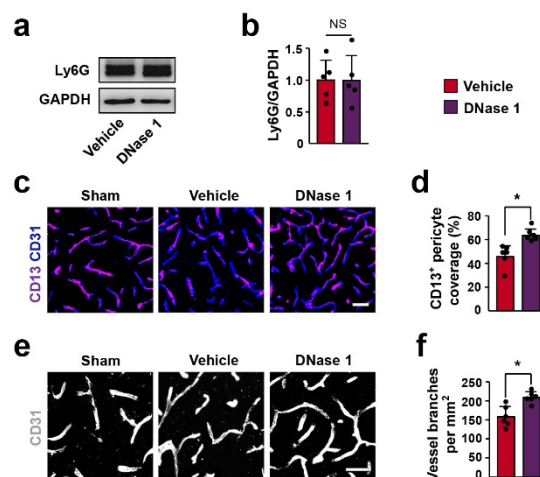 a
Ly6G
GAPDH
Vehicle
DNase 1
b
NS
Ly6G/GAPDH
1.5
1.0
0.5
0
Vehicle
DNase 1
c
Sham
Vehicle
DNase 1
CD13 CD31
d
*
CD13⁺ pericyte
coverage (%)
80
60
40
20
0
e
Sham
Vehicle
DNase 1
CD31
f
*
Vessel branches
per mm²
250
200
150
100
50
0